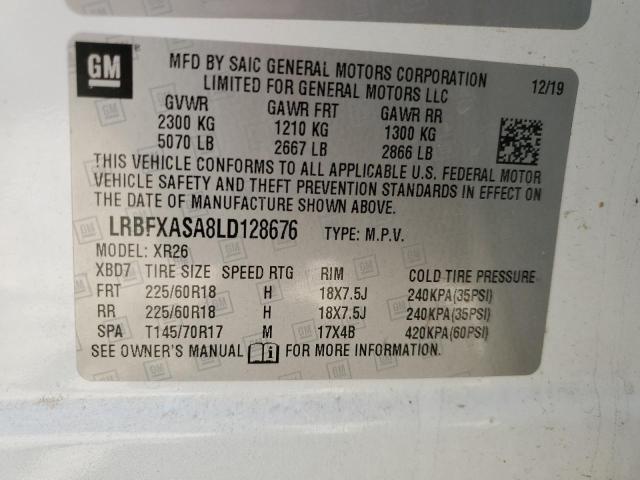 GM
MFD BY SAIC GENERAL MOTORS CORPORATION
LIMITED FOR GENERAL MOTORS LLC
12/19
GVWR GAWR FRT GAWR RR
2300 KG 1210 KG 1300 KG
5070 LB 2667 LB 2866 LB
THIS VEHICLE CONFORMS TO ALL APPLICABLE U.S. FEDERAL MOTOR
VEHICLE SAFETY AND THEFT PREVENTION STANDARDS IN EFFECT ON
THE DATE OF MANUFACTURE SHOWN ABOVE.
LRBFXASA8LD128676 TYPE: M.P.V.
MODEL: XR26
XBD7 TIRE SIZE SPEED RTG RIM COLD TIRE PRESSURE
FRT 225/60R18 H 18X7.5J 240KPA(35PSI)
RR 225/60R18 H 18X7.5J 240KPA(35PSI)
SPA T145/70R17 M 17X4B 420KPA(60PSI)
SEE OWNER'S MANUAL i FOR MORE INFORMATION.